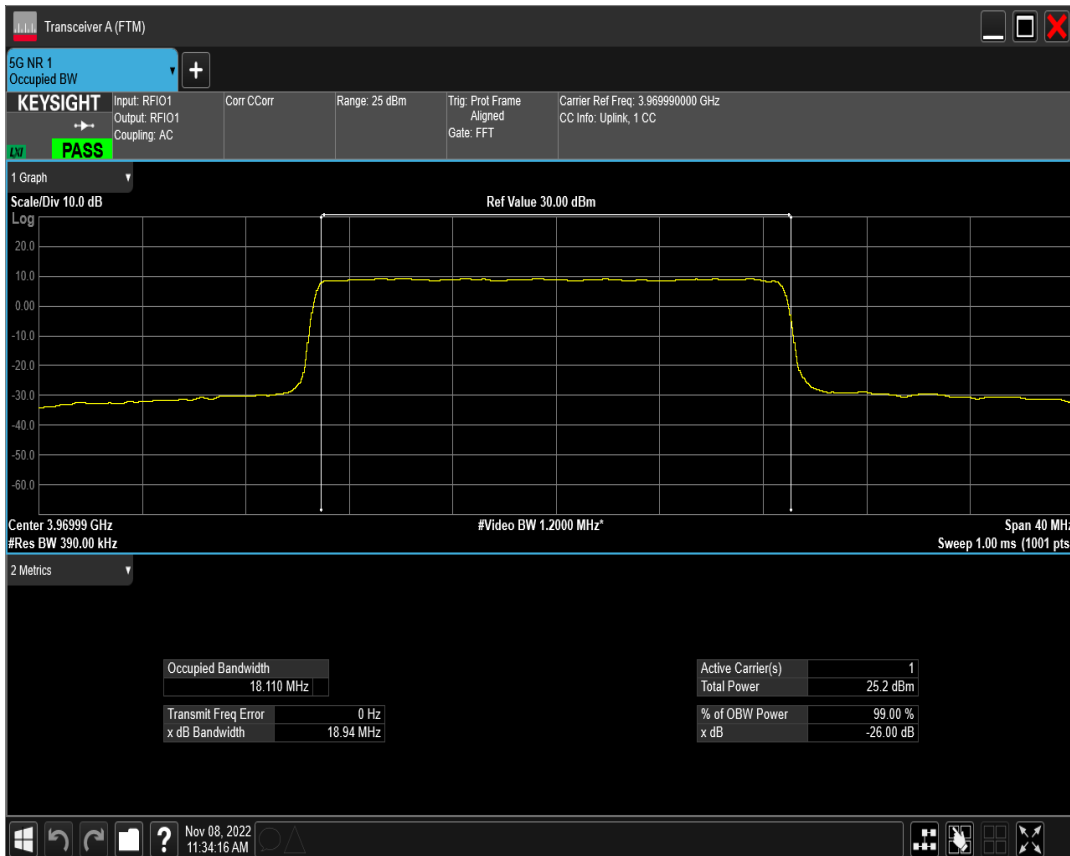 Transceiver A (FTM)
5G NR 1
Occupied BW
+
KEYSIGHT
LXI
PASS
Input: RFIO1
Output: RFIO1
Coupling: AC
Corr CCorr
Range: 25 dBm
Trig: Prot Frame
Aligned
Gate: FFT
Carrier Ref Freq: 3.969990000 GHz
CC Info: Uplink, 1 CC
1 Graph
Scale/Div 10.0 dB
Ref Value 30.00 dBm
Log
20.0
10.0
0.00
-10.0
-20.0
-30.0
-40.0
-50.0
-60.0
Center 3.96999 GHz
#Video BW 1.2000 MHz*
Span 40 MHz
#Res BW 390.00 kHz
Sweep 1.00 ms (1001 pts
2 Metrics
Occupied Bandwidth
18.110 MHz
Transmit Freq Error 0 Hz
x dB Bandwidth 18.94 MHz
Active Carrier(s) 1
Total Power 25.2 dBm
% of OBW Power 99.00 %
x dB -26.00 dB
?
Nov 08, 2022
11:34:16 AM